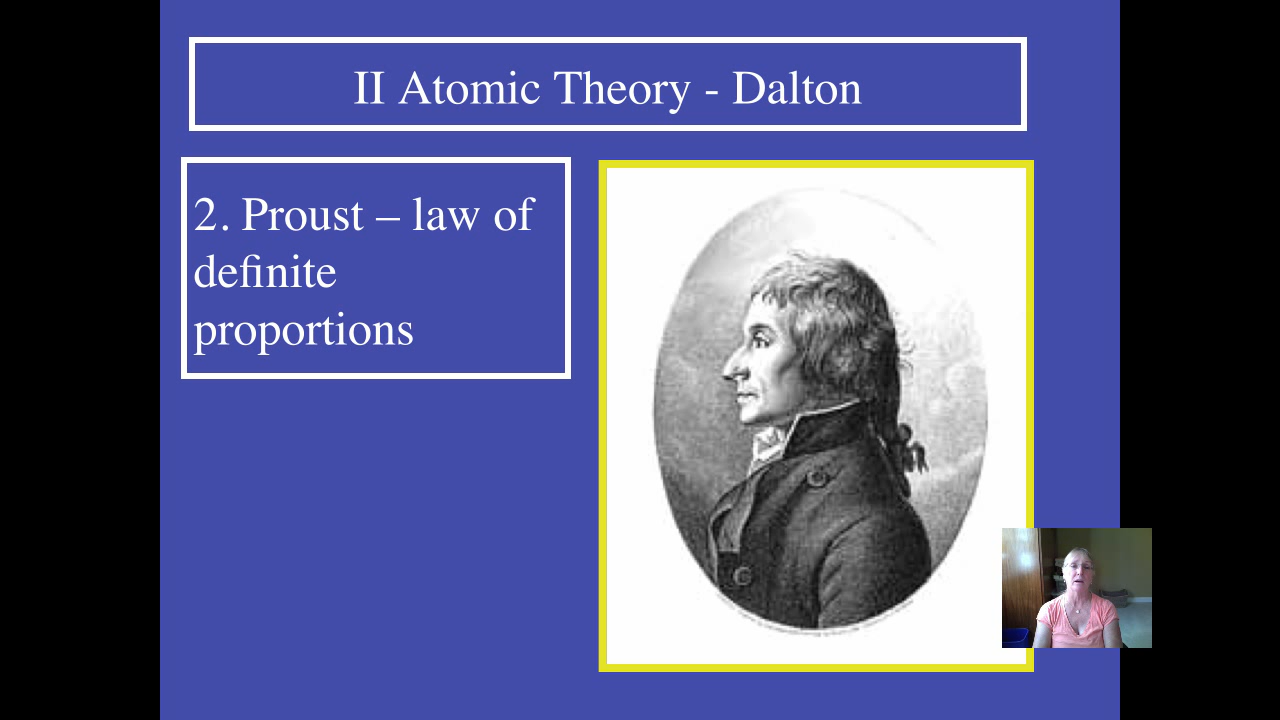 II Atomic Theory - Dalton
2. Proust – law of
definite
proportions